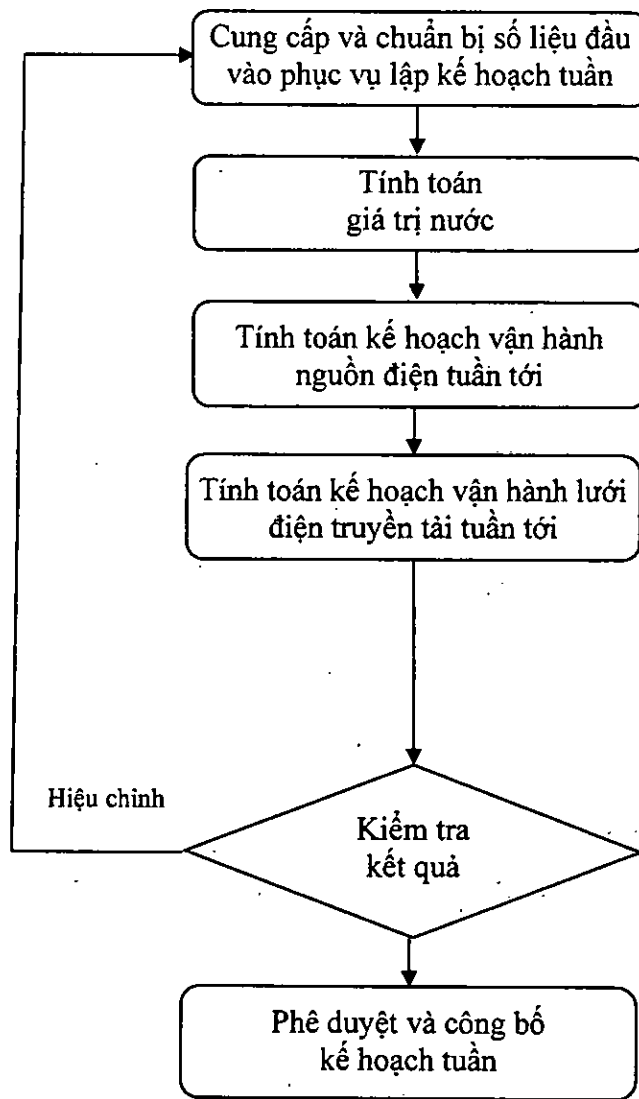 Cung cấp và chuẩn bị số liệu đầu
vào phục vụ lập kế hoạch tuần
Tính toán
giá trị nước
Tính toán kế hoạch vận hành
nguồn điện tuần tới
Tính toán kế hoạch vận hành lưới
điện truyền tải tuần tới
Hiệu chỉnh
Kiểm tra
kết quả
Phê duyệt và công bố
kế hoạch tuần